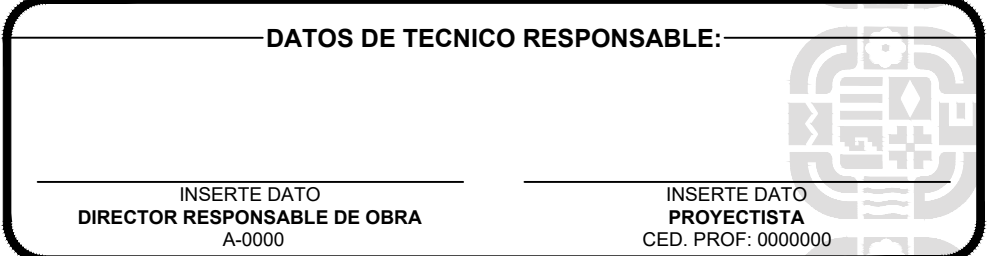 DATOS DE TECNICO RESPONSABLE:
INSERTE DATO
DIRECTOR RESPONSABLE DE OBRA
A-0000
INSERTE DATO
PROYECTISTA
CED. PROF: 0000000